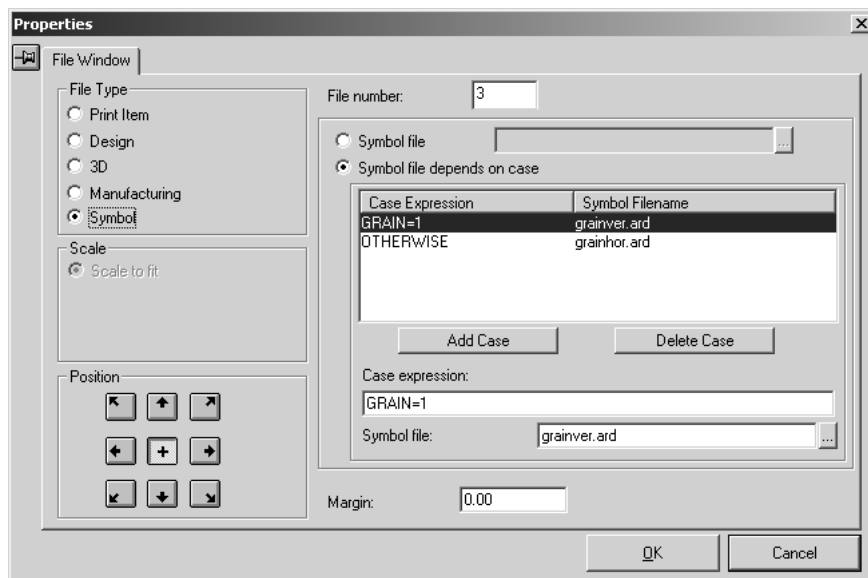 Properties
File Window
File Type
Print Item
Design
3D
Manufacturing
Symbol
Scale
Scale to fit
Position
File number: 3
Symbol file ...
Symbol file depends on case
Case Expression Symbol Filename
GRAIN=1 grainver.ard
OTHERWISE grainhor.ard
Add Case Delete Case
Case expression:
GRAIN=1
Symbol file: grainver.ard ...
Margin: 0.00
OK Cancel